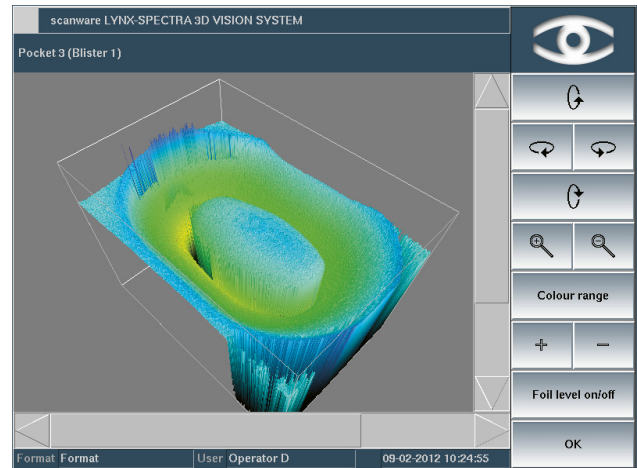 scanware LYNX-SPECTRA 3D VISION SYSTEM
Pocket 3 (Blister 1)
Colour range
+ −
Foil level on/off
OK
Format Format User Operator D 09-02-2012 10:24:55